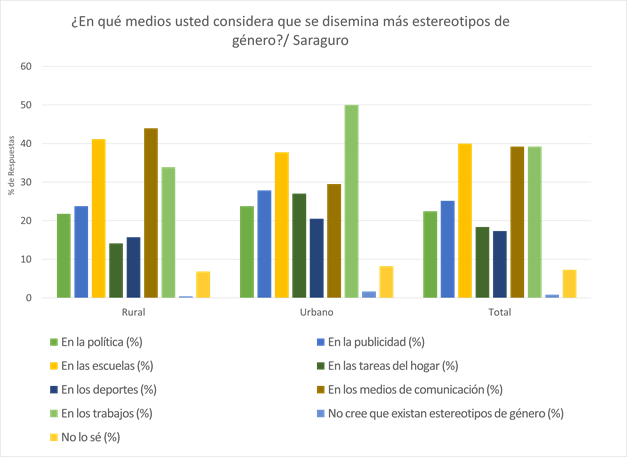 ¿En qué medios usted considera que se disemina más estereotipos de
género?/ Saraguro
% de Respuestas
60
50
40
30
20
10
0
Rural Urbano Total
En la política (%) En la publicidad (%)
En las escuelas (%) En las tareas del hogar (%)
En los deportes (%) En los medios de comunicación (%)
En los trabajos (%) No cree que existan estereotipos de género (%)
No lo sé (%)